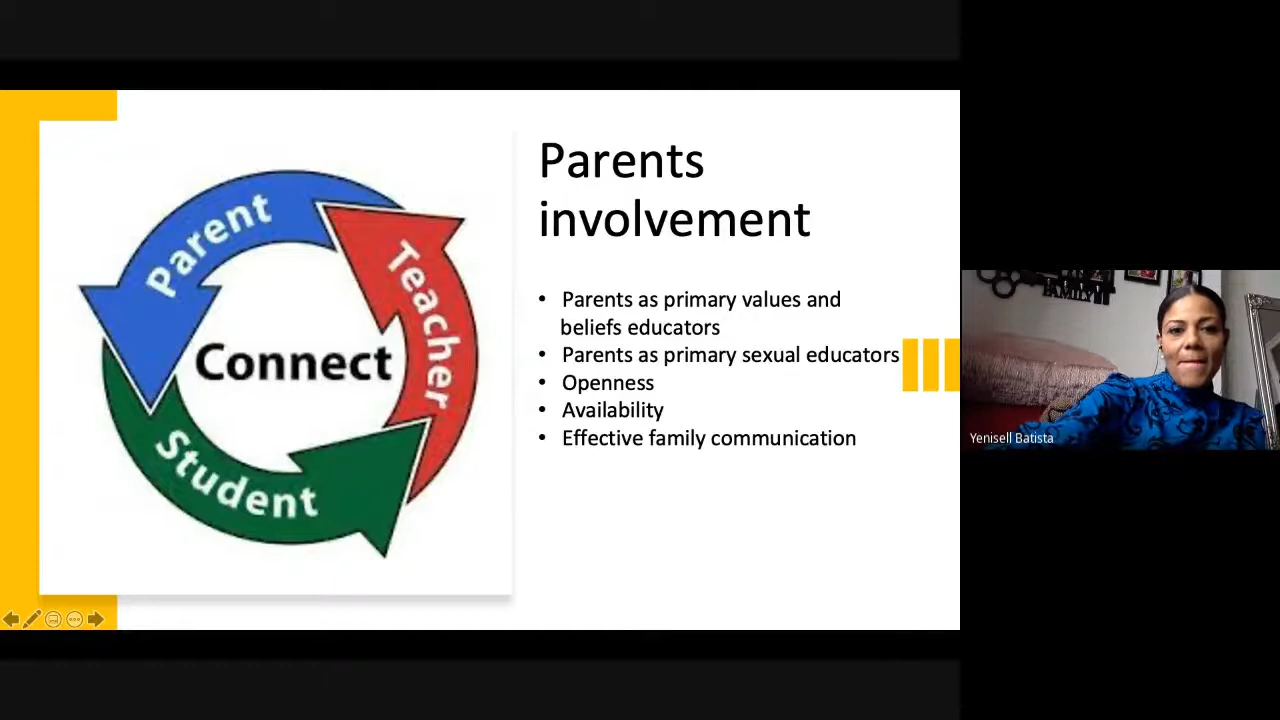 Parent
Teacher
Connect
Student
Parents
involvement
• Parents as primary values and
beliefs educators
• Parents as primary sexual educators
• Openness
• Availability
• Effective family communication
FAMILY
Yenisell Batista